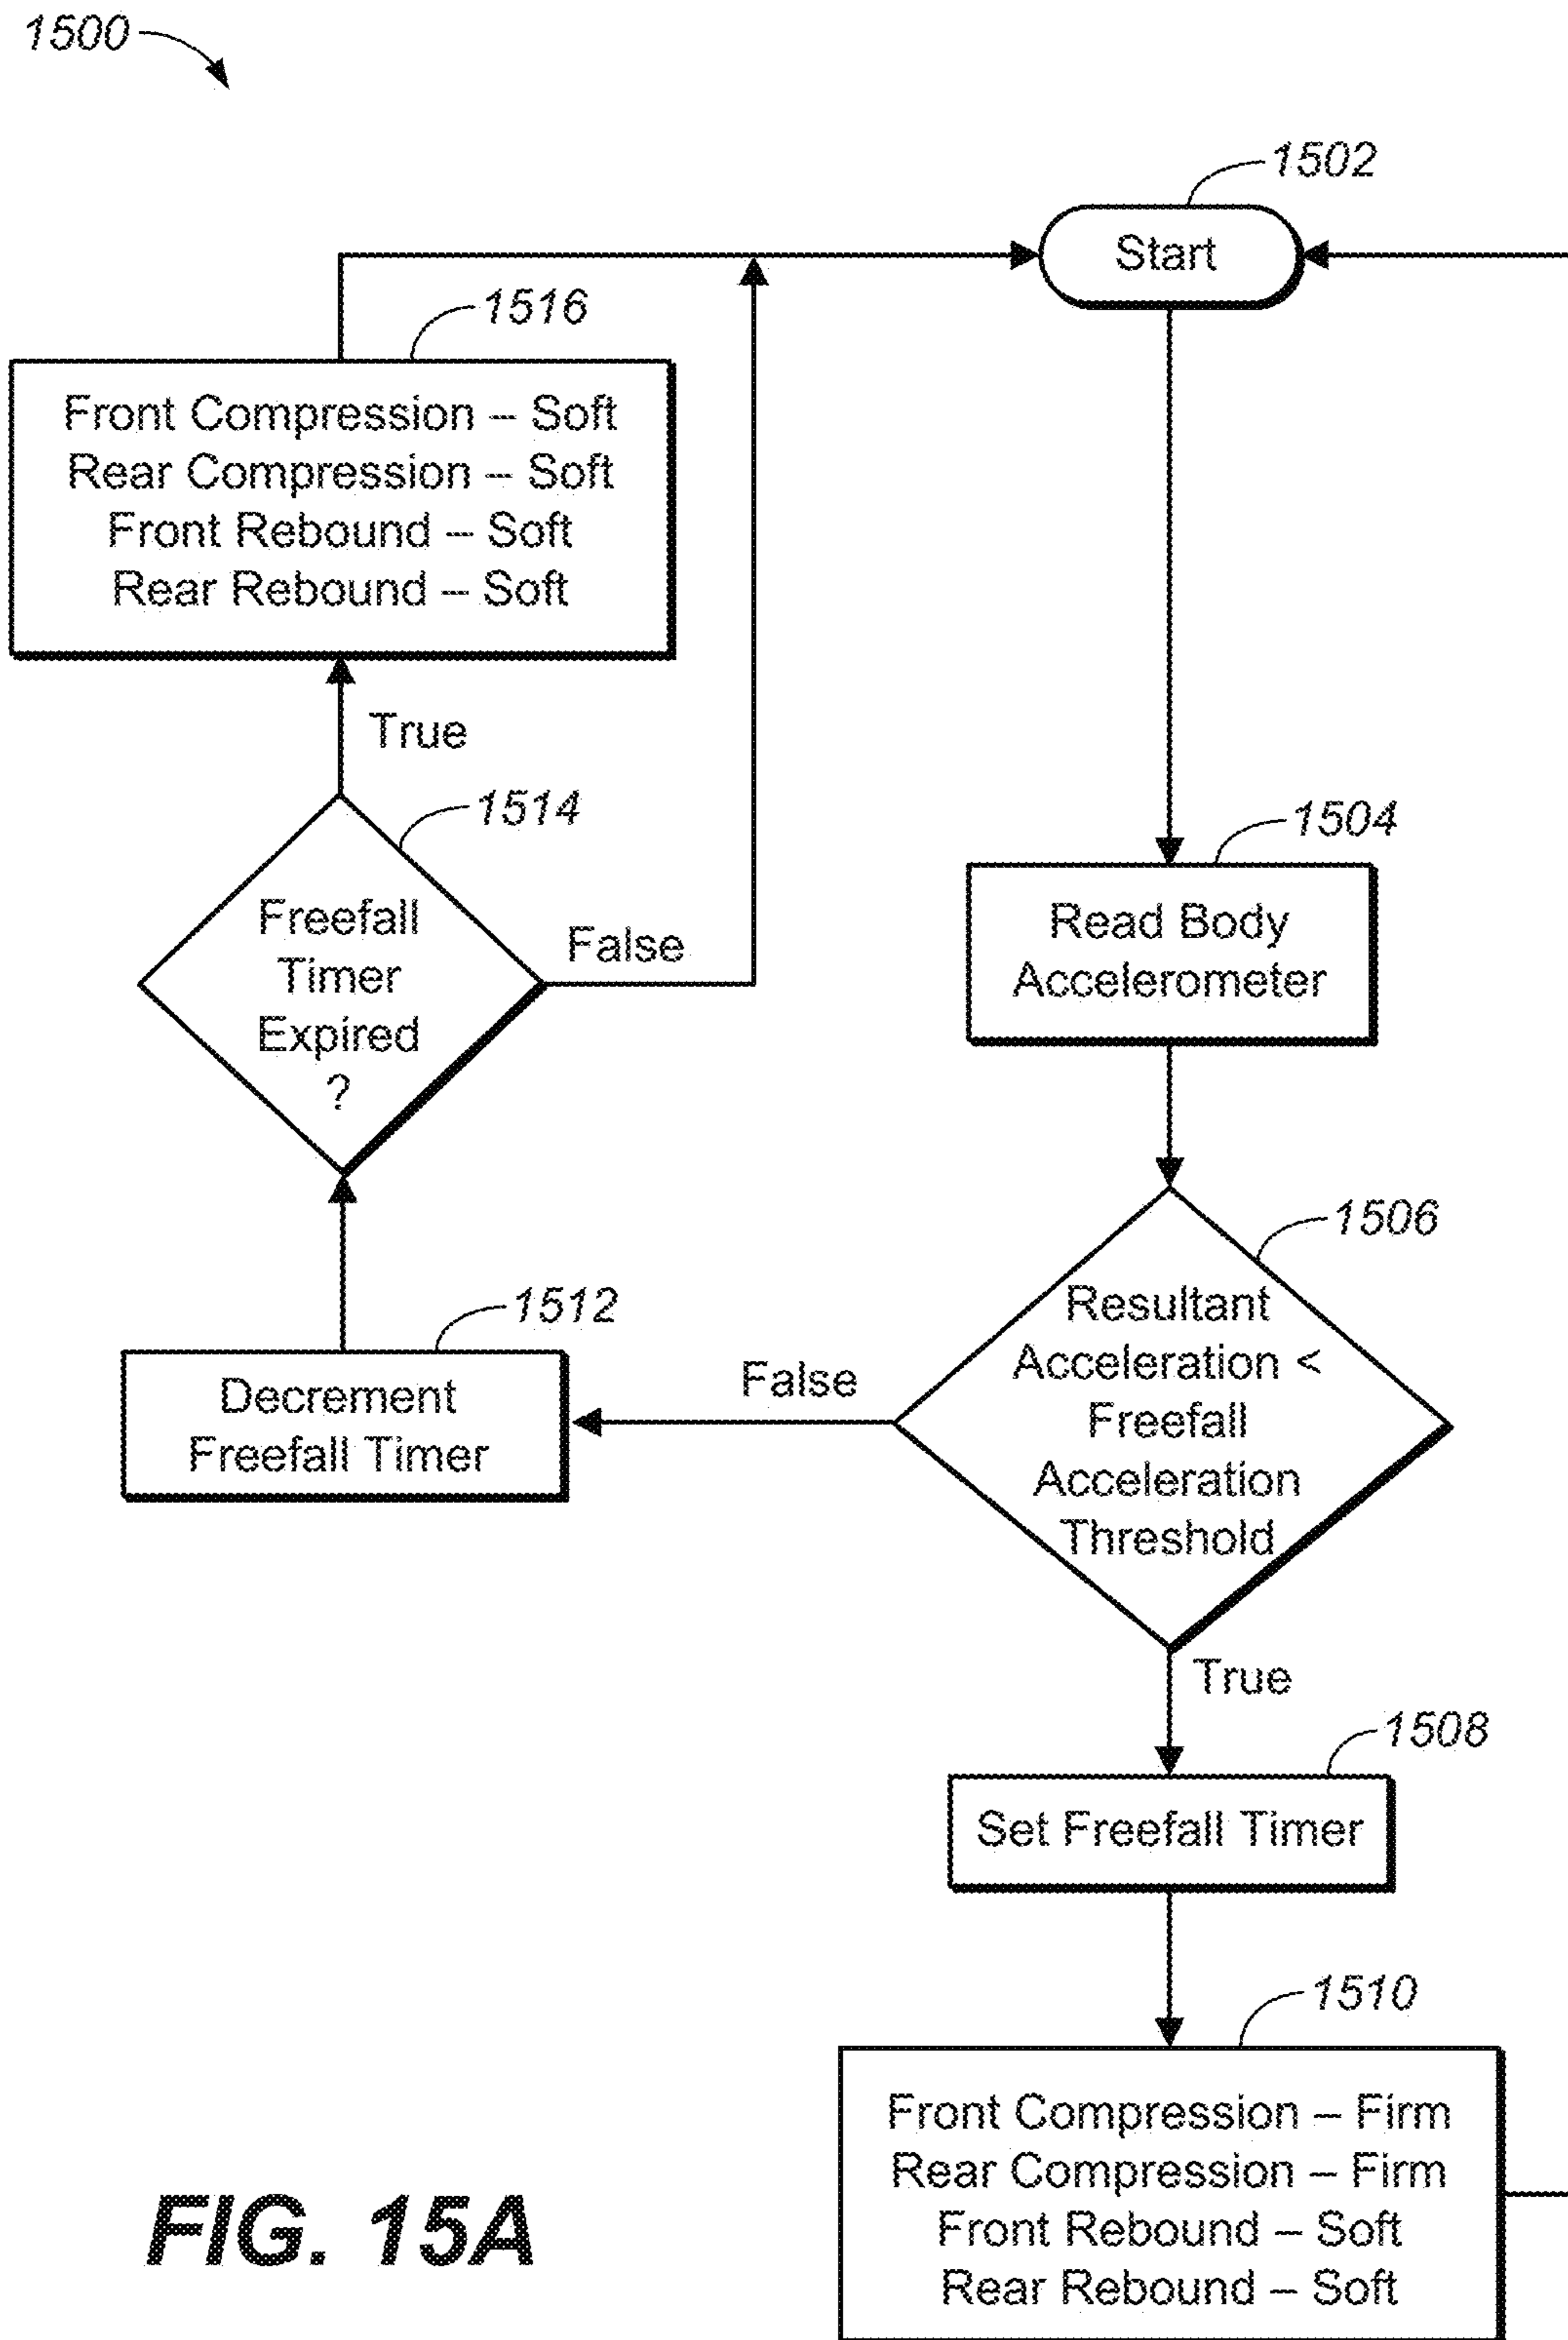 1500
1502
Start
1516
Front Compression – Soft
Rear Compression – Soft
Front Rebound – Soft
Rear Rebound – Soft
True
1514
Freefall
Timer
Expired
?
False
1504
Read Body
Accelerometer
1506
Resultant
Acceleration <
Freefall
Acceleration
Threshold
1512
Decrement
Freefall Timer
False
True
1508
Set Freefall Timer
1510
Front Compression – Firm
Rear Compression – Firm
Front Rebound – Soft
Rear Rebound – Soft
FIG. 15A